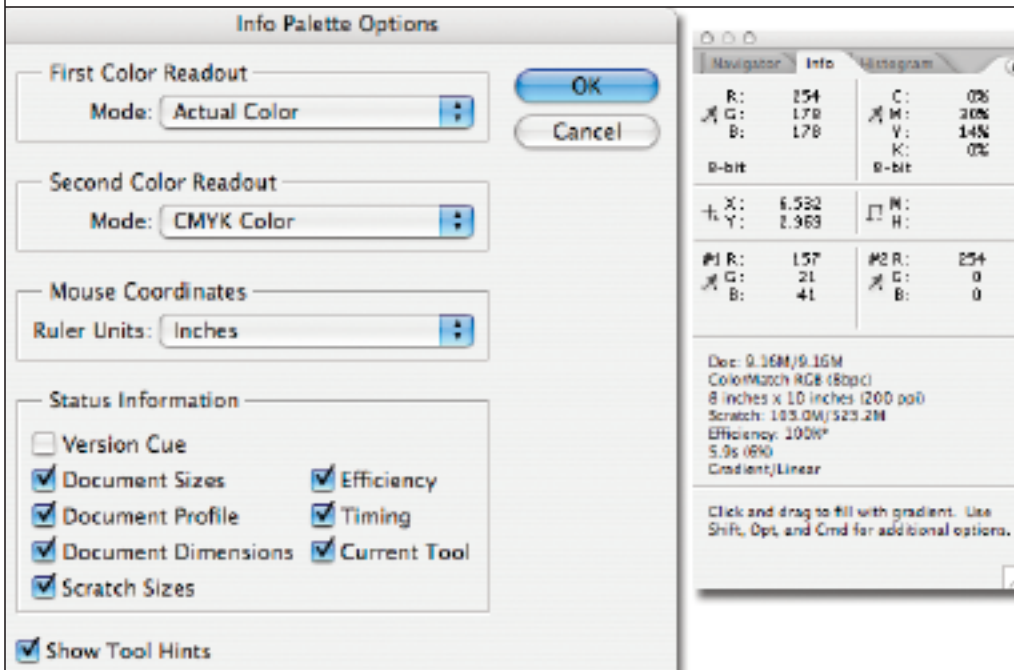 Info Palette Options
First Color Readout
Mode: Actual Color
OK
Cancel
Second Color Readout
Mode: CMYK Color
Mouse Coordinates
Ruler Units: Inches
Status Information
Version Cue
Document Sizes
Efficiency
Document Profile
Timing
Document Dimensions
Current Tool
Scratch Sizes
Show Tool Hints
Navigator Info Histogram
R: 254
G: 178
B: 178
8-bit
C: 0%
M: 30%
Y: 14%
K: 0%
8-bit
X: 6.532
Y: 2.963
W:
H:
#1 R: 157
G: 21
B: 41
#2 R: 254
G: 0
B: 0
Doc: 9.16M/9.16M
ColorMatch RGB (8bpc)
8 inches x 10 inches (200 ppi)
Scratch: 103.0M/523.2M
Efficiency: 100%*
5.9s (6%)
Gradient/Linear
Click and drag to fill with gradient. Use
Shift, Opt, and Cmd for additional options.